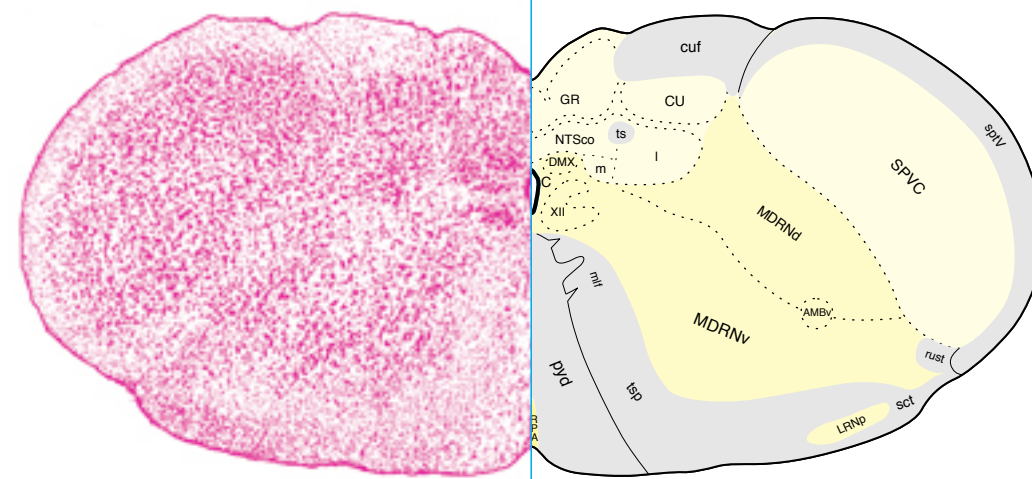 cuf
GR
CU
sptV
NTSco
ts
l
DMX
m
C
SPVC
XII
MDRNd
mlf
AMBv
MDRNv
rust
pyd
tsp
sct
LRNp
R
P
A